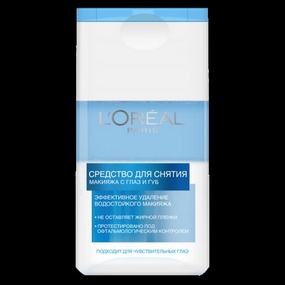 L'ORÉAL
PARIS
СРЕДСТВО ДЛЯ СНЯТИЯ
МАКИЯЖА С ГЛАЗ И ГУБ
ЭФФЕКТИВНОЕ УДАЛЕНИЕ
ВОДОСТОЙКОГО МАКИЯЖА
• НЕ ОСТАВЛЯЕТ ЖИРНОЙ ПЛЕНКИ
• ПРОТЕСТИРОВАНО ПОД
ОФТАЛЬМОЛОГИЧЕСКИМ КОНТРОЛЕМ
ПОДХОДИТ ДЛЯ ЧУВСТВИТЕЛЬНЫХ ГЛАЗ